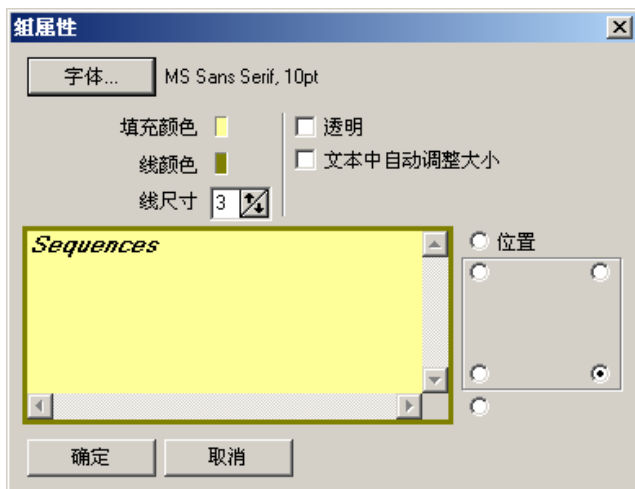 组属性
字体... MS Sans Serif, 10pt
填充颜色
透明
线颜色
文本中自动调整大小
线尺寸 3
Sequences
位置
确定
取消